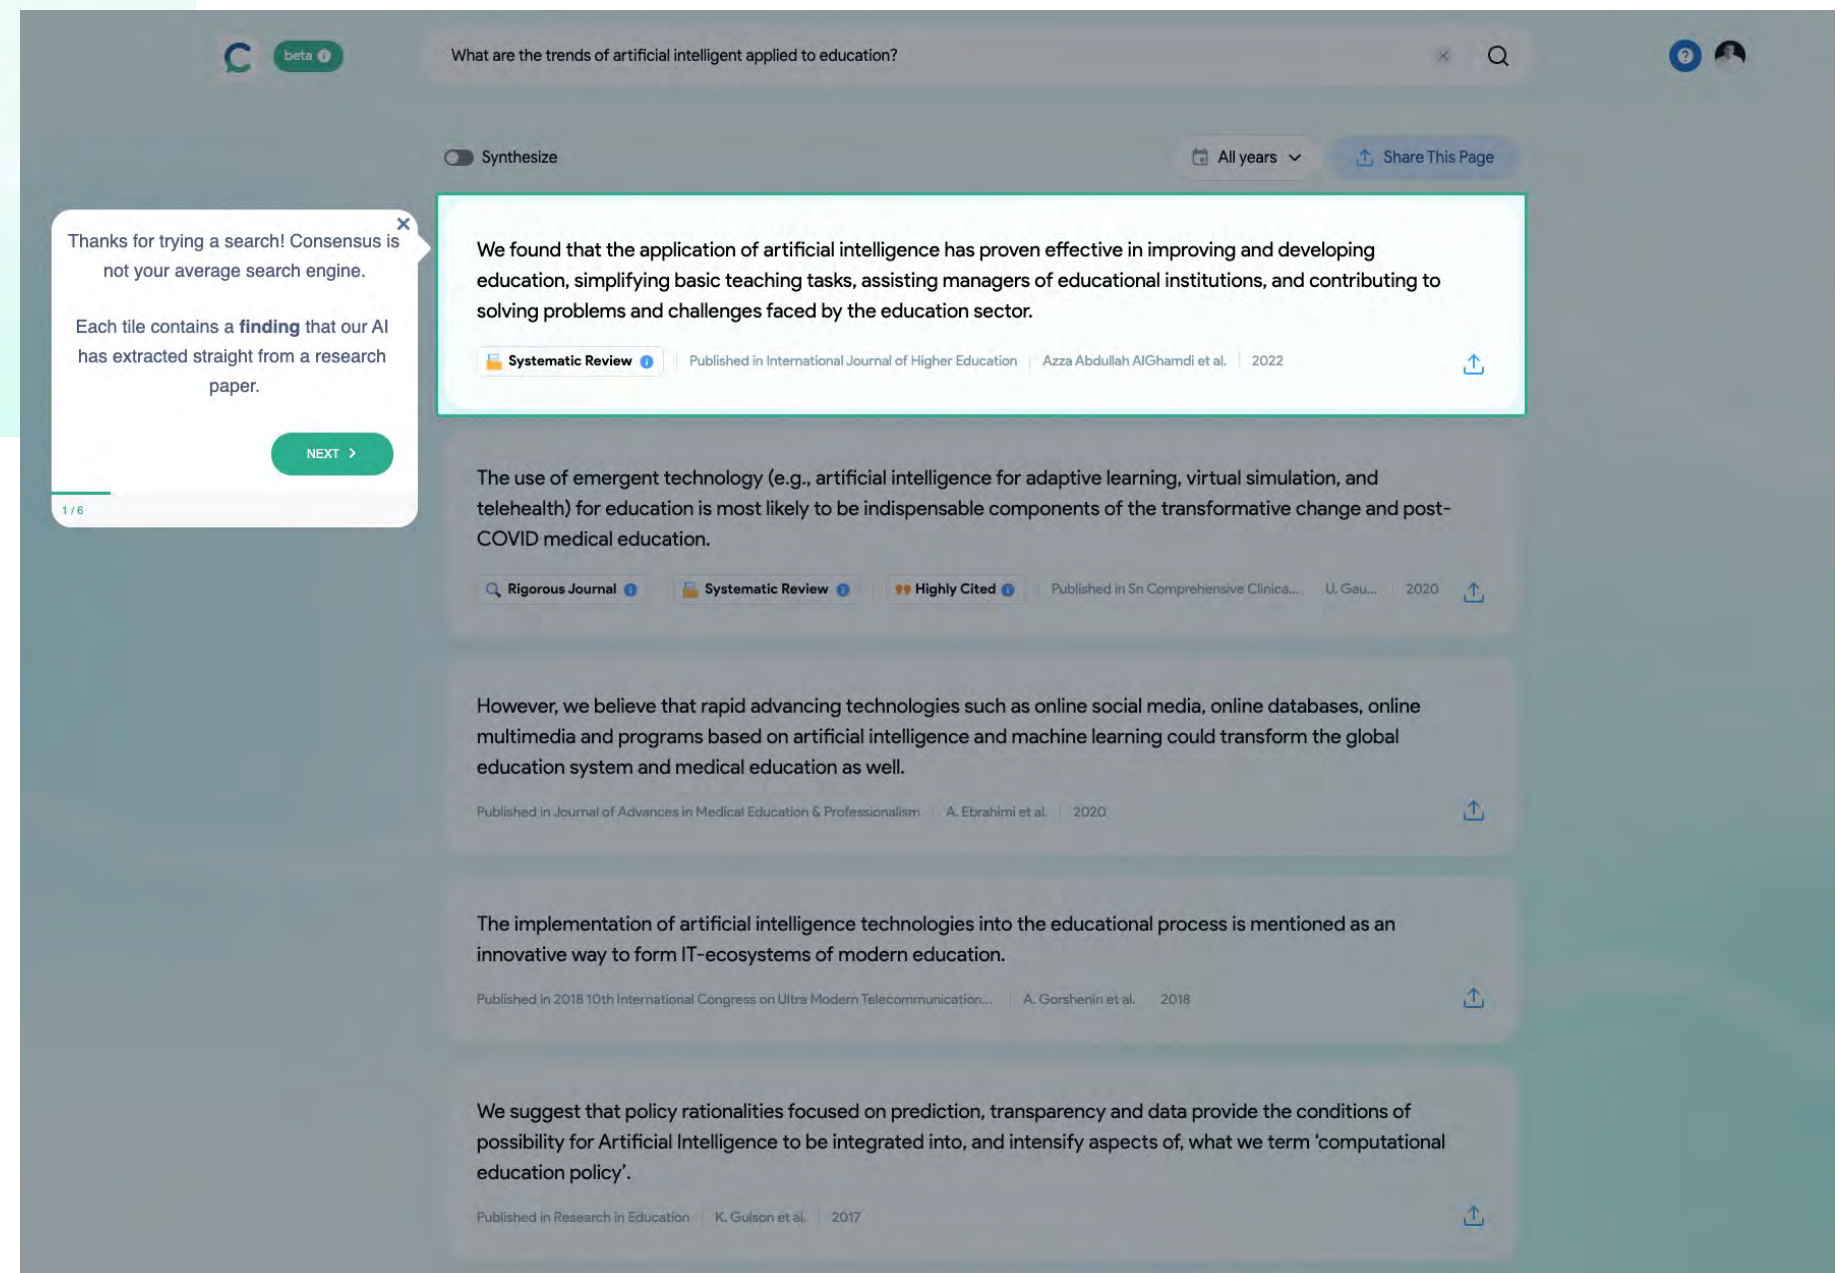 beta
What are the trends of artificial intelligent applied to education?
Synthesize
All years
Share This Page
Thanks for trying a search! Consensus is
not your average search engine.
Each tile contains a finding that our AI
has extracted straight from a research
paper.
NEXT
1 / 6
We found that the application of artificial intelligence has proven effective in improving and developing
education, simplifying basic teaching tasks, assisting managers of educational institutions, and contributing to
solving problems and challenges faced by the education sector.
Systematic Review Published in International Journal of Higher Education Azza Abdullah AlGhamdi et al. 2022
The use of emergent technology (e.g., artificial intelligence for adaptive learning, virtual simulation, and
telehealth) for education is most likely to be indispensable components of the transformative change and post-
COVID medical education.
Rigorous Journal Systematic Review Highly Cited Published in Sn Comprehensive Clinica... U. Gau... 2020
However, we believe that rapid advancing technologies such as online social media, online databases, online
multimedia and programs based on artificial intelligence and machine learning could transform the global
education system and medical education as well.
Published in Journal of Advances in Medical Education & Professionalism A. Ebrahimi et al. 2020
The implementation of artificial intelligence technologies into the educational process is mentioned as an
innovative way to form IT-ecosystems of modern education.
Published in 2018 10th International Congress on Ultra Modern Telecommunication... A. Gorshenin et al. 2018
We suggest that policy rationalities focused on prediction, transparency and data provide the conditions of
possibility for Artificial Intelligence to be integrated into, and intensify aspects of, what we term ‘computational
education policy’.
Published in Research in Education K. Gulson et al. 2017